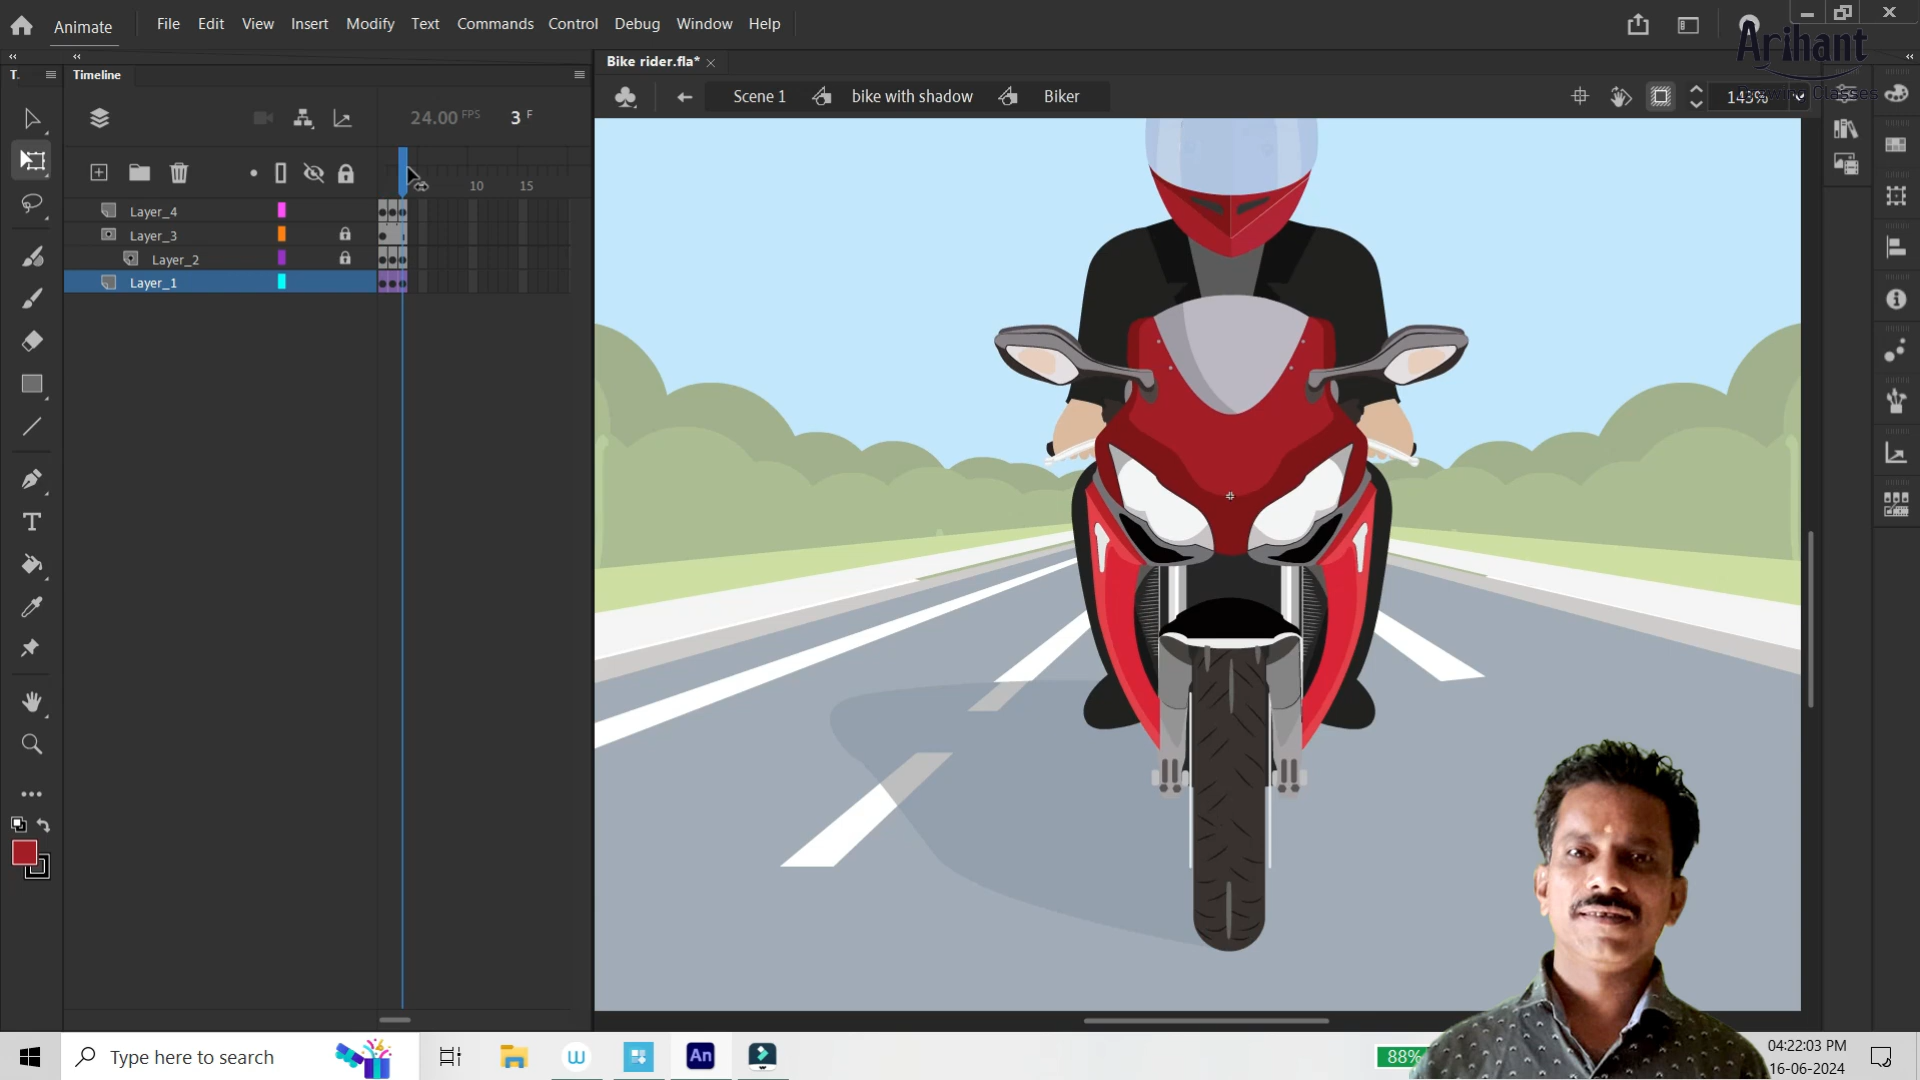 Animate
File
Edit
View
Insert
Modify
Text
Commands
Control
Debug
Window
Help
Arihant
T.
Timeline
Bike rider.fla*
Scene 1
bike with shadow
Biker
143%
24.00 FPS
3 F
10
15
Layer_4
Layer_3
Layer_2
Layer_1
Type here to search
W
An
88%
04:22:03 PM
16-06-2024